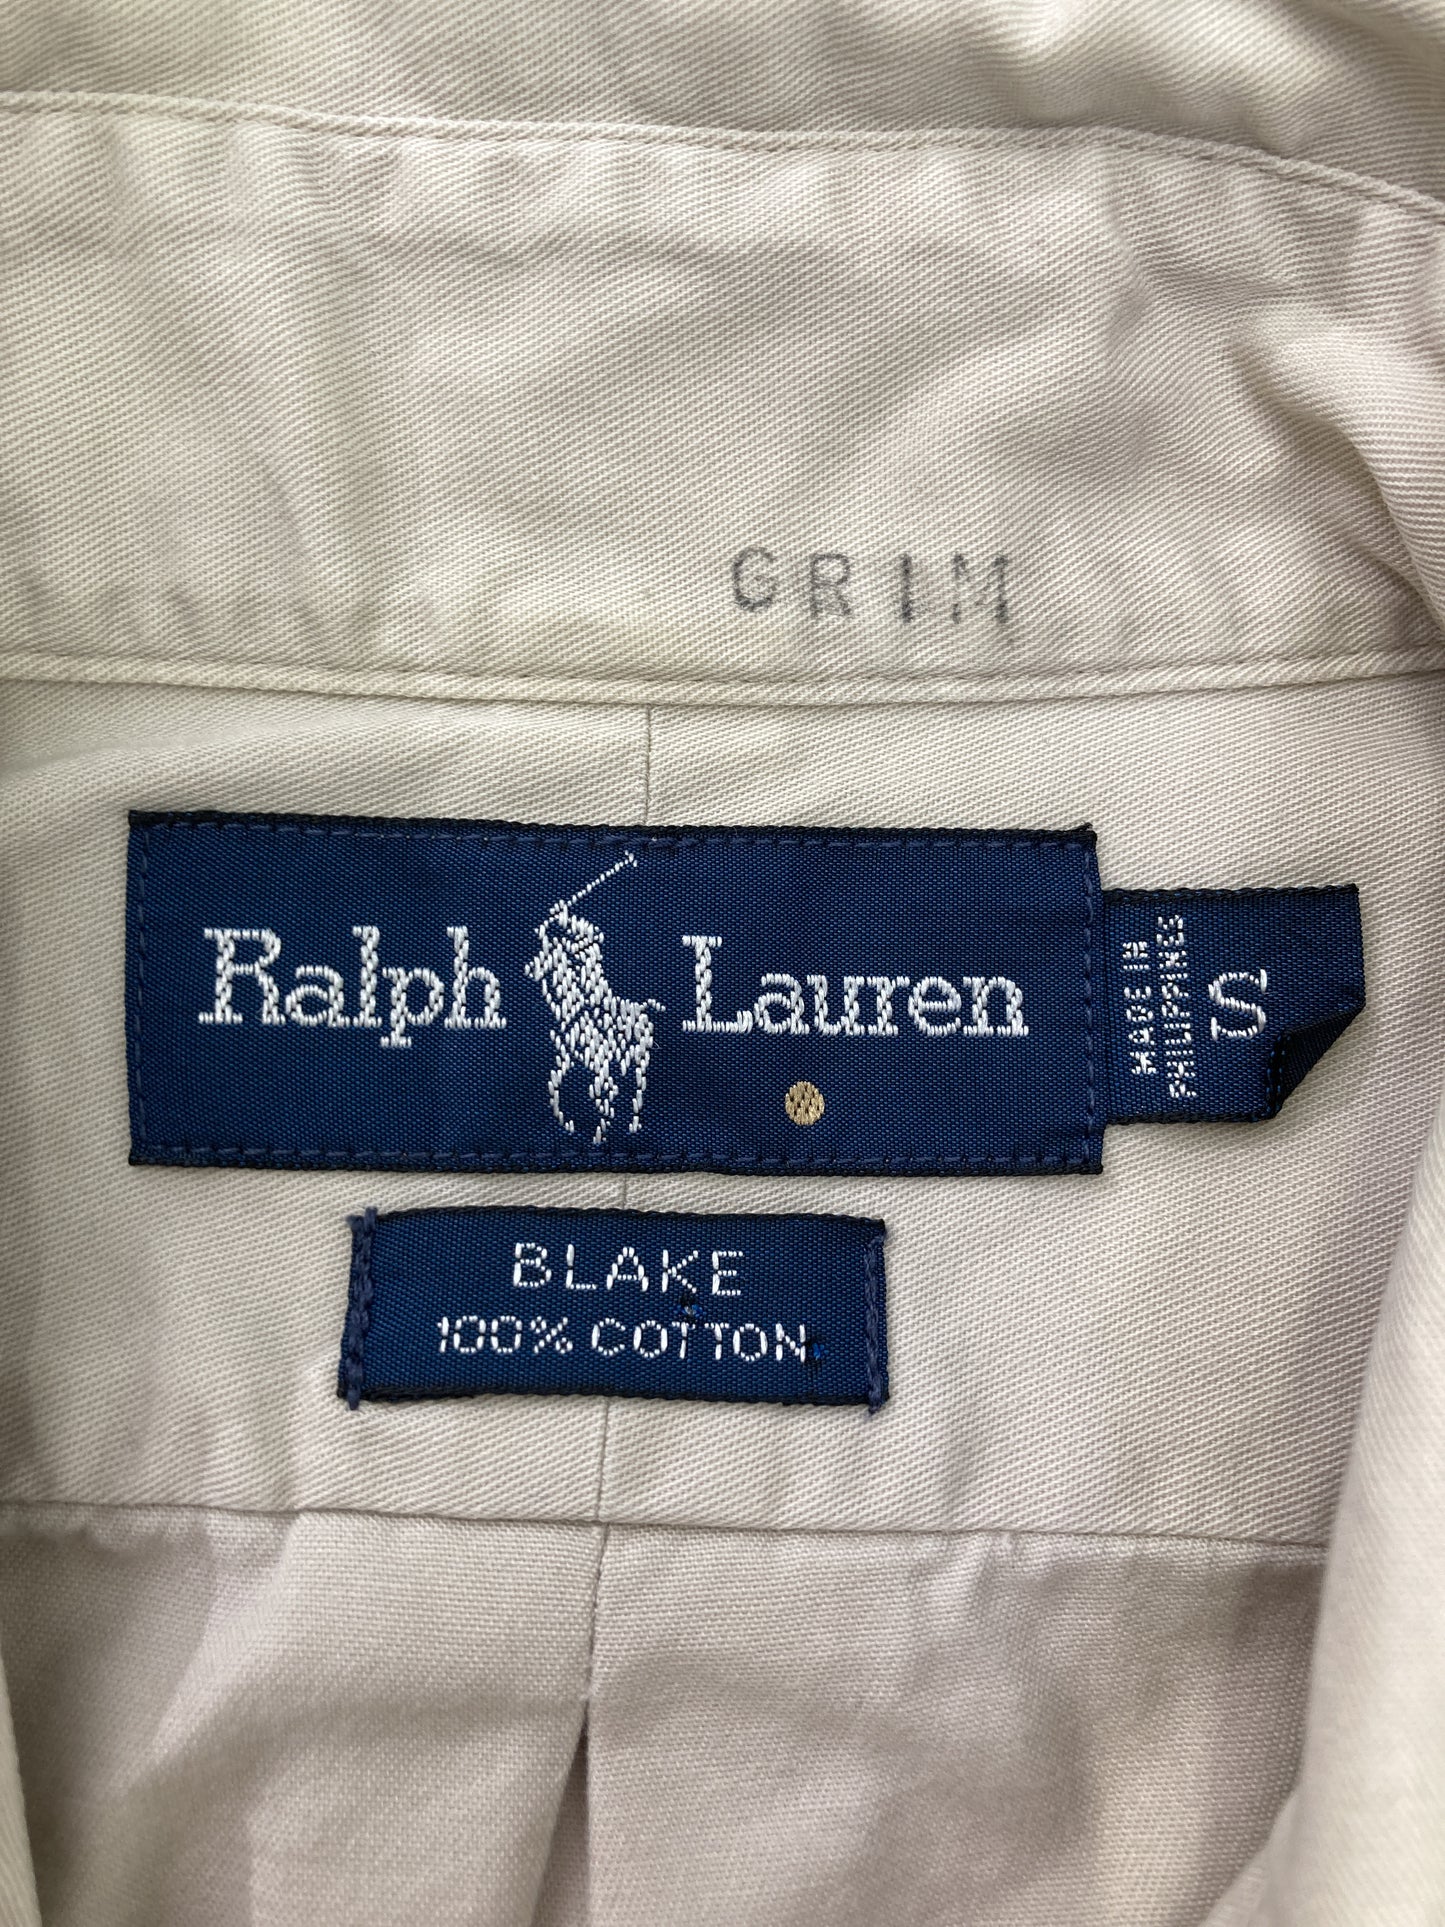 GRIM
Ralph Lauren
MADE IN
PHILIPPINES
S
BLAKE
100% COTTON